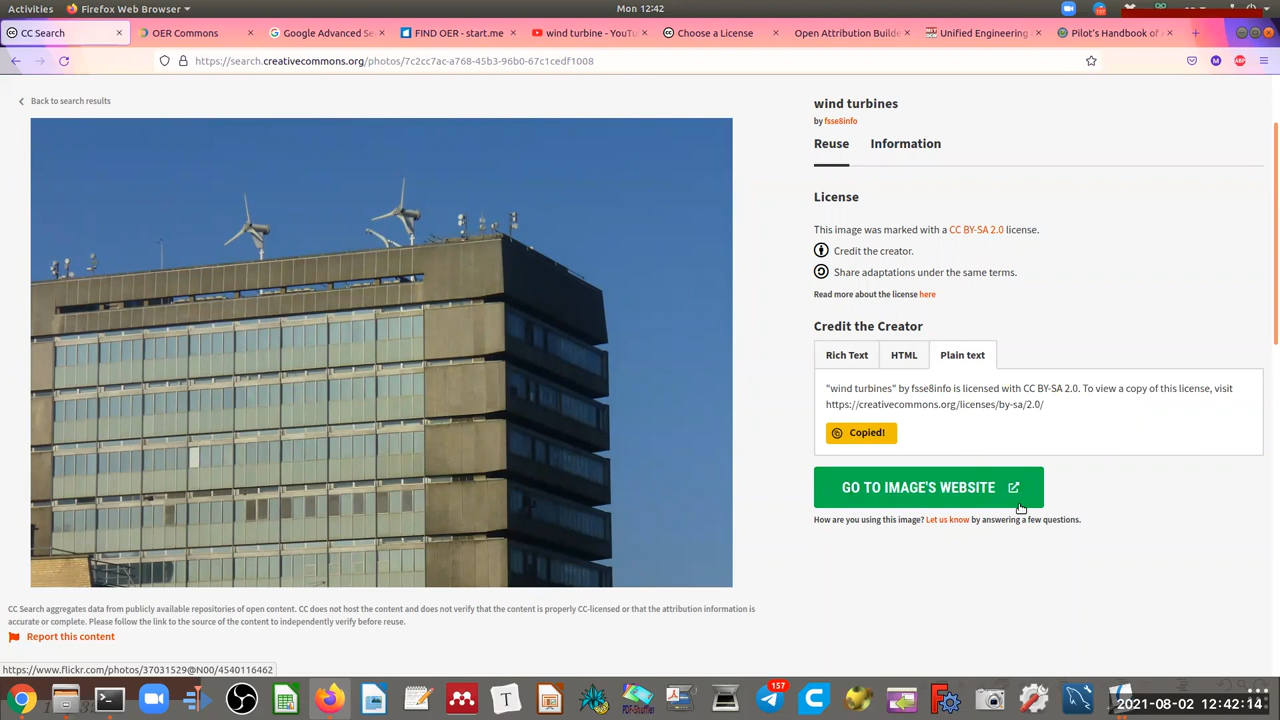 Activities Firefox Web Browser Mon 12:42 197
CC Search OER Commons Google Advanced Se FIND OER - start.me wind turbine - YouTu Choose a License Open Attribution Builde Unified Engineering Pilot's Handbook of A
https://search.creativecommons.org/photos/7c2cc7ac-a768-45b3-96b0-67c1cedf1008 M ABP
Back to search results
wind turbines
by fsse8info
Reuse Information
License
This image was marked with a CC BY-SA 2.0 license.
Credit the creator.
Share adaptations under the same terms.
Read more about the license here
Credit the Creator
Rich Text HTML Plain text
"wind turbines" by fsse8info is licensed with CC BY-SA 2.0. To view a copy of this license, visit
https://creativecommons.org/licenses/by-sa/2.0/
Copied!
GO TO IMAGE'S WEBSITE
How are you using this image? Let us know by answering a few questions.
CC Search aggregates data from publicly available repositories of open content. CC does not host the content and does not verify that the content is properly CC-licensed or that the attribution information is
accurate or complete. Please follow the link to the source of the content to independently verify before reuse.
Report this content
https://www.flickr.com/photos/37031529@N00/4540116462
157
2021-08-02 12:42:14